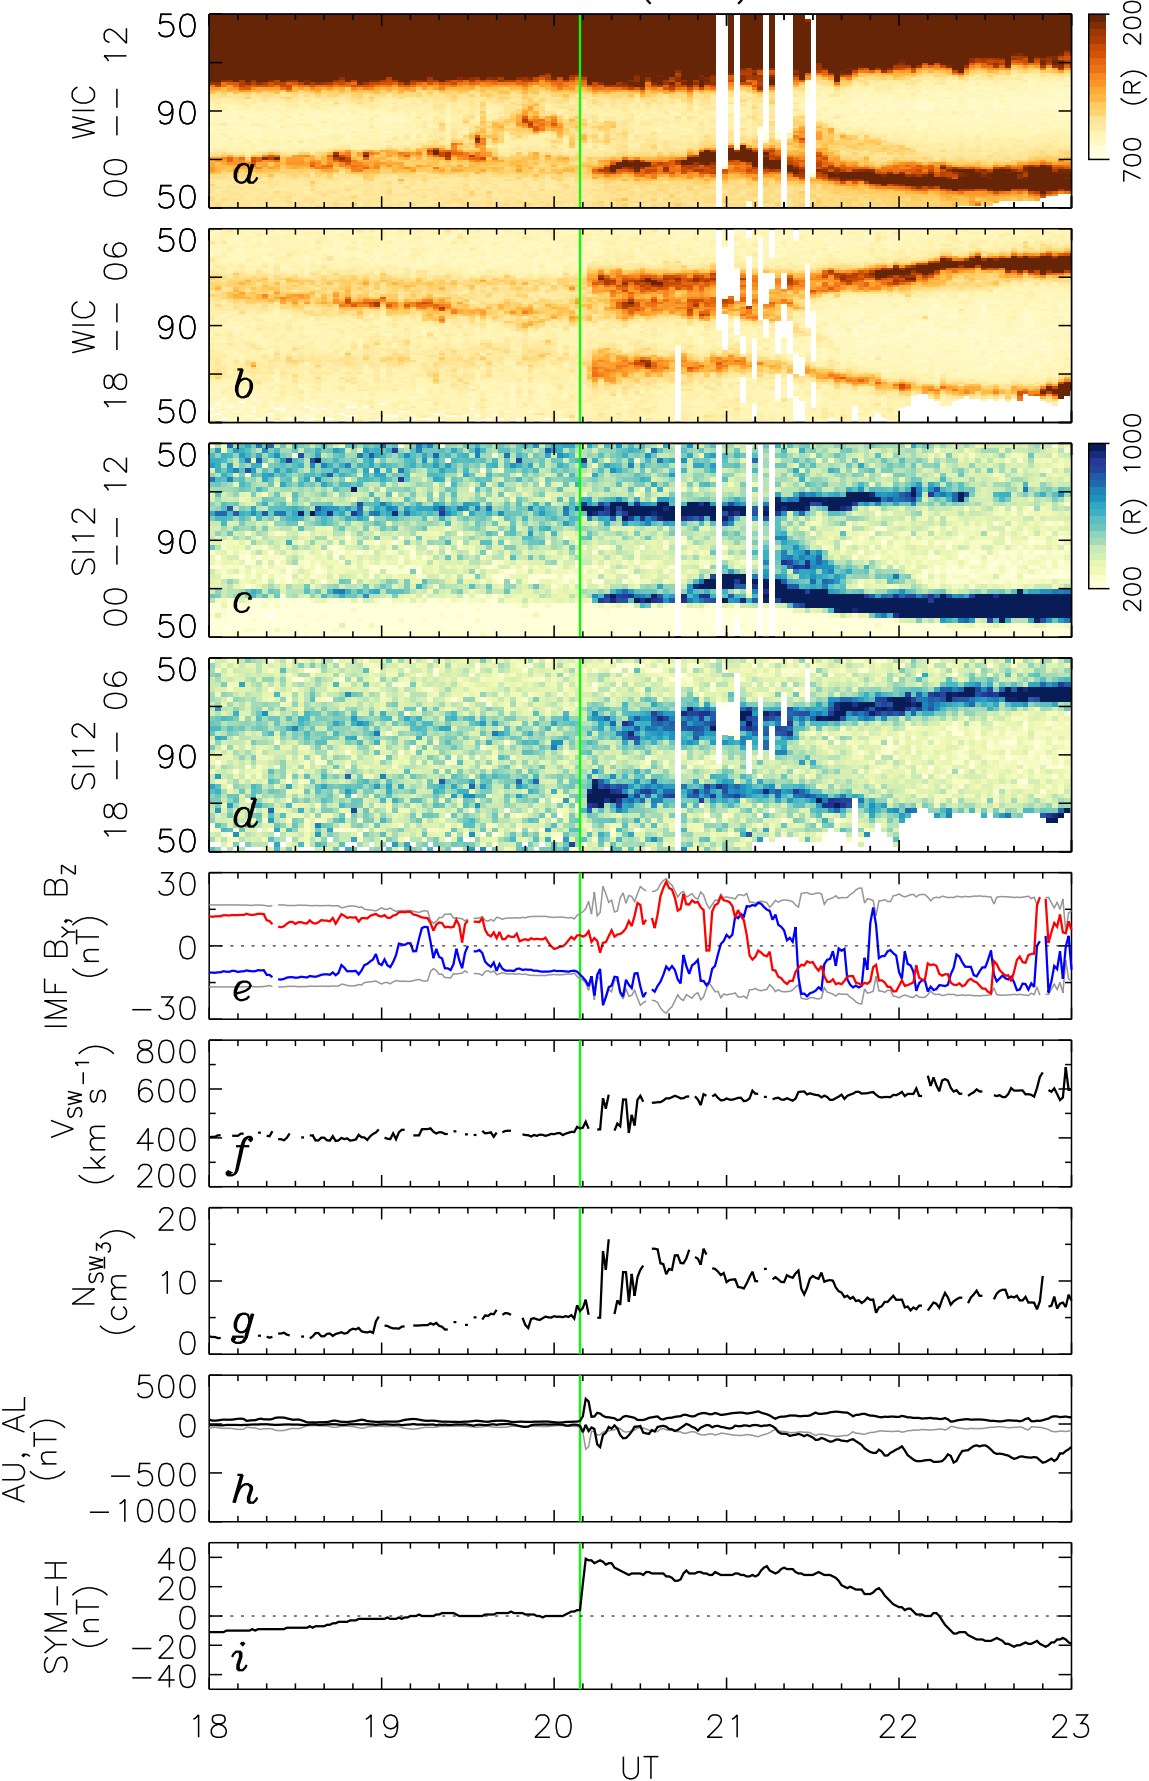 50
WIC 00 −− 12
90
50
a
200
(R)
700
50
WIC 18 −− 06
90
50
b
50
SI12 00 −− 12
90
50
c
1000
(R)
200
50
SI12 18 −− 06
90
50
d
30
IMF B_Y, B_Z
(nT)
0
−30
e
800
600
V_SW
(km s⁻¹)
400
200
f
20
N_SW
(cm⁻³)
10
0
g
500
AU, AL
(nT)
0
−500
−1000
h
40
20
SYM−H
(nT)
0
−20
−40
i
18 19 20 21 22 23
UT